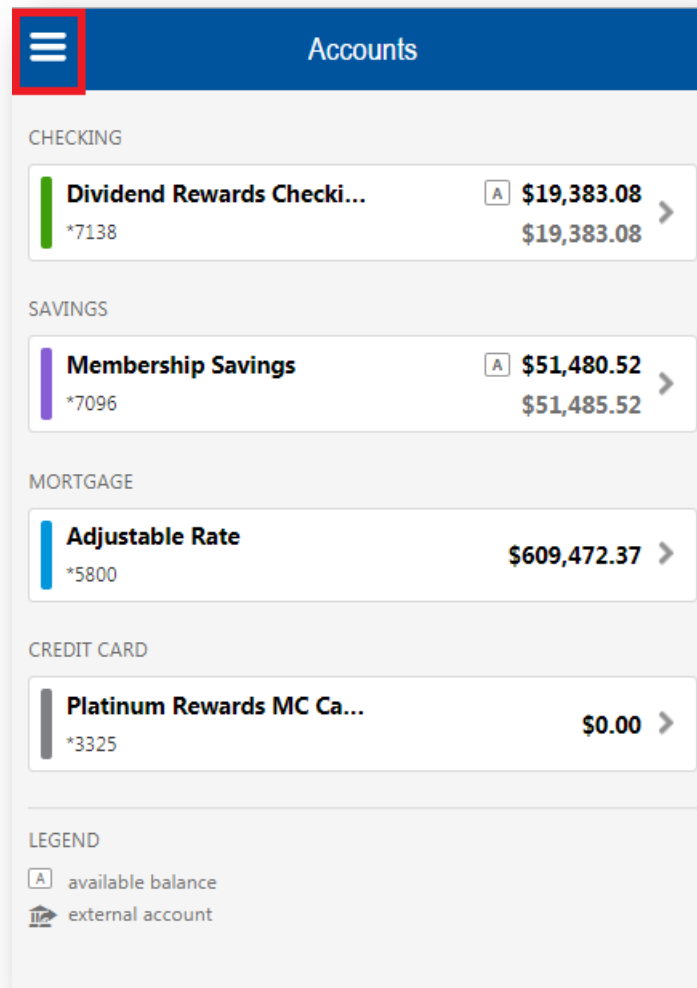 Accounts
CHECKING
Dividend Rewards Checki... A $19,383.08
*7138 $19,383.08
SAVINGS
Membership Savings A $51,480.52
*7096 $51,485.52
MORTGAGE
Adjustable Rate
*5800
$609,472.37
CREDIT CARD
Platinum Rewards MC Ca...
*3325
$0.00
LEGEND
A available balance
external account